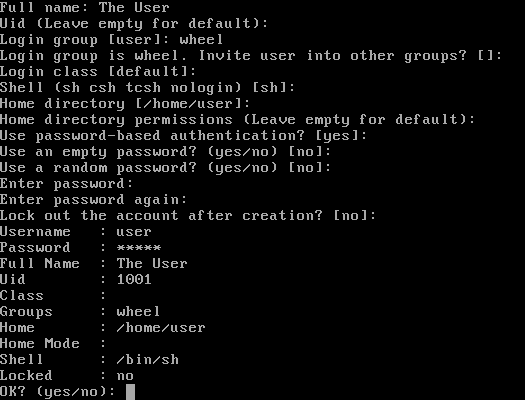 Full name: The User
Uid (Leave empty for default):
Login group [user]: wheel
Login group is wheel. Invite user into other groups? []:
Login class [default]:
Shell (sh csh tcsh nologin) [sh]:
Home directory [/home/user]:
Home directory permissions (Leave empty for default):
Use password-based authentication? [yes]:
Use an empty password? (yes/no) [no]:
Use a random password? (yes/no) [no]:
Enter password:
Enter password again:
Lock out the account after creation? [no]:
Username   : user
Password   : *****
Full Name  : The User
Uid        : 1001
Class      :
Groups     : wheel
Home       : /home/user
Home Mode  :
Shell      : /bin/sh
Locked     : no
OK? (yes/no):